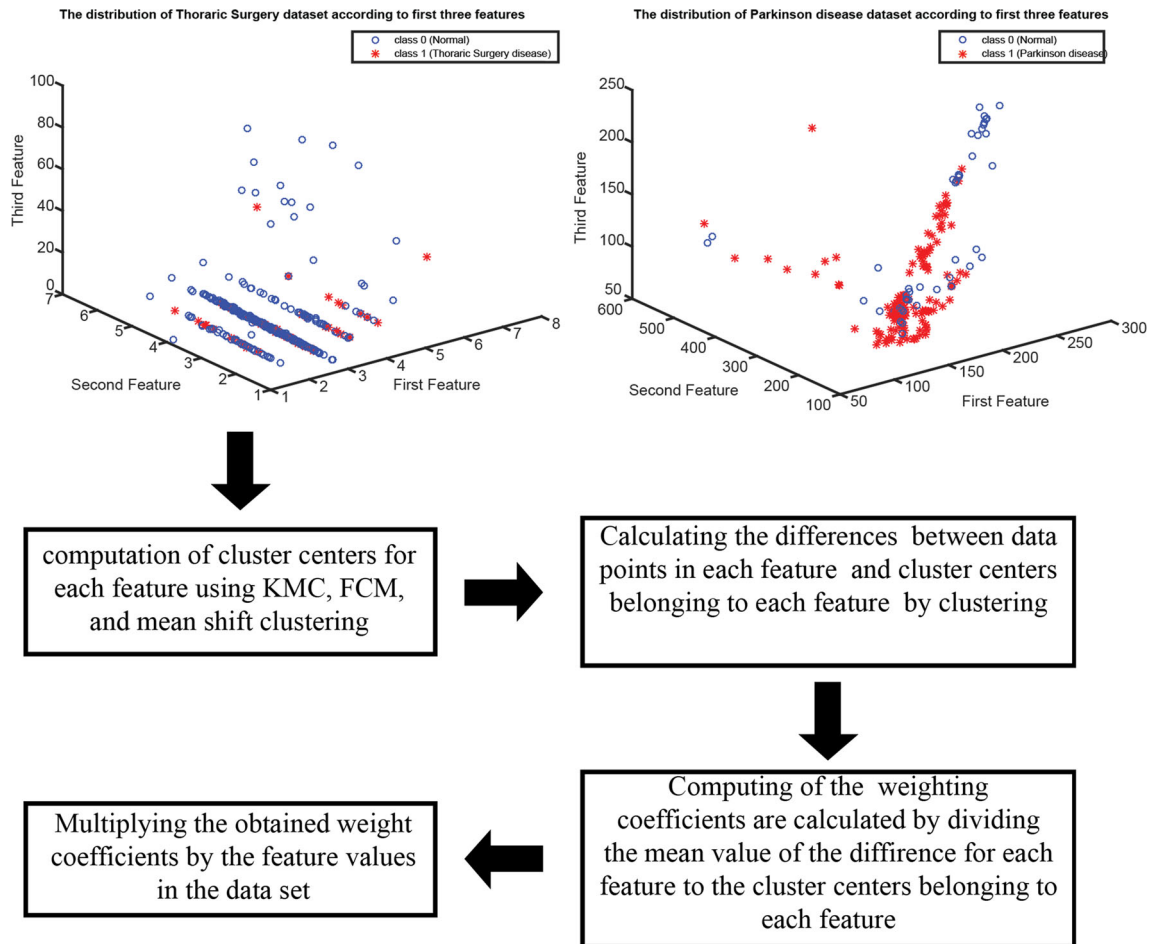 The distribution of Thoraric Surgery dataset according to first three features
class 0 (Normal)
class 1 (Thoraric Surgery disease)
100
80
60
40
20
0
Third Feature
7
6
5
4
3
2
1
Second Feature
1
2
3
4
5
6
7
8
First Feature
The distribution of Parkinson disease dataset according to first three features
class 0 (Normal)
class 1 (Parkinson disease)
250
200
150
100
50
Third Feature
600
500
400
300
200
100
Second Feature
50
100
150
200
250
300
First Feature
computation of cluster centers for
each feature using KMC, FCM,
and mean shift clustering
Calculating the differences between data
points in each feature and cluster centers
belonging to each feature by clustering
Computing of the weighting
coefficients are calculated by dividing
the mean value of the diffirence for each
feature to the cluster centers belonging to
each feature
Multiplying the obtained weight
coefficients by the feature values
in the data set